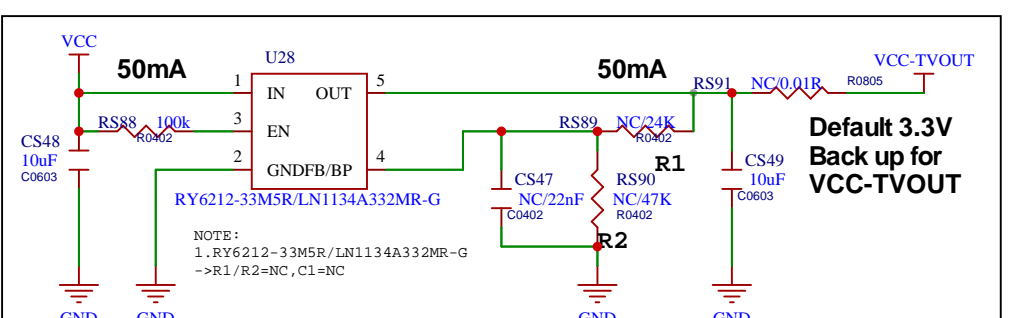 VCC
50mA
U28
50mA
VCC-TVOUT
1
IN
OUT
5
RS91
NC/0.01R
R0805
RS88
100k
R0402
3
EN
RS89
NC/24K
R0402
R1
Default 3.3V
Back up for
VCC-TVOUT
CS48
10uF
C0603
2
GND
FB/BP
4
RY6212-33M5R/LN1134A332MR-G
CS47
NC/22nF
C0402
RS90
NC/47K
R0402
R2
CS49
10uF
C0603
NOTE:
1.RY6212-33M5R/LN1134A332MR-G
->R1/R2=NC,C1=NC
GND
GND
GND
GND